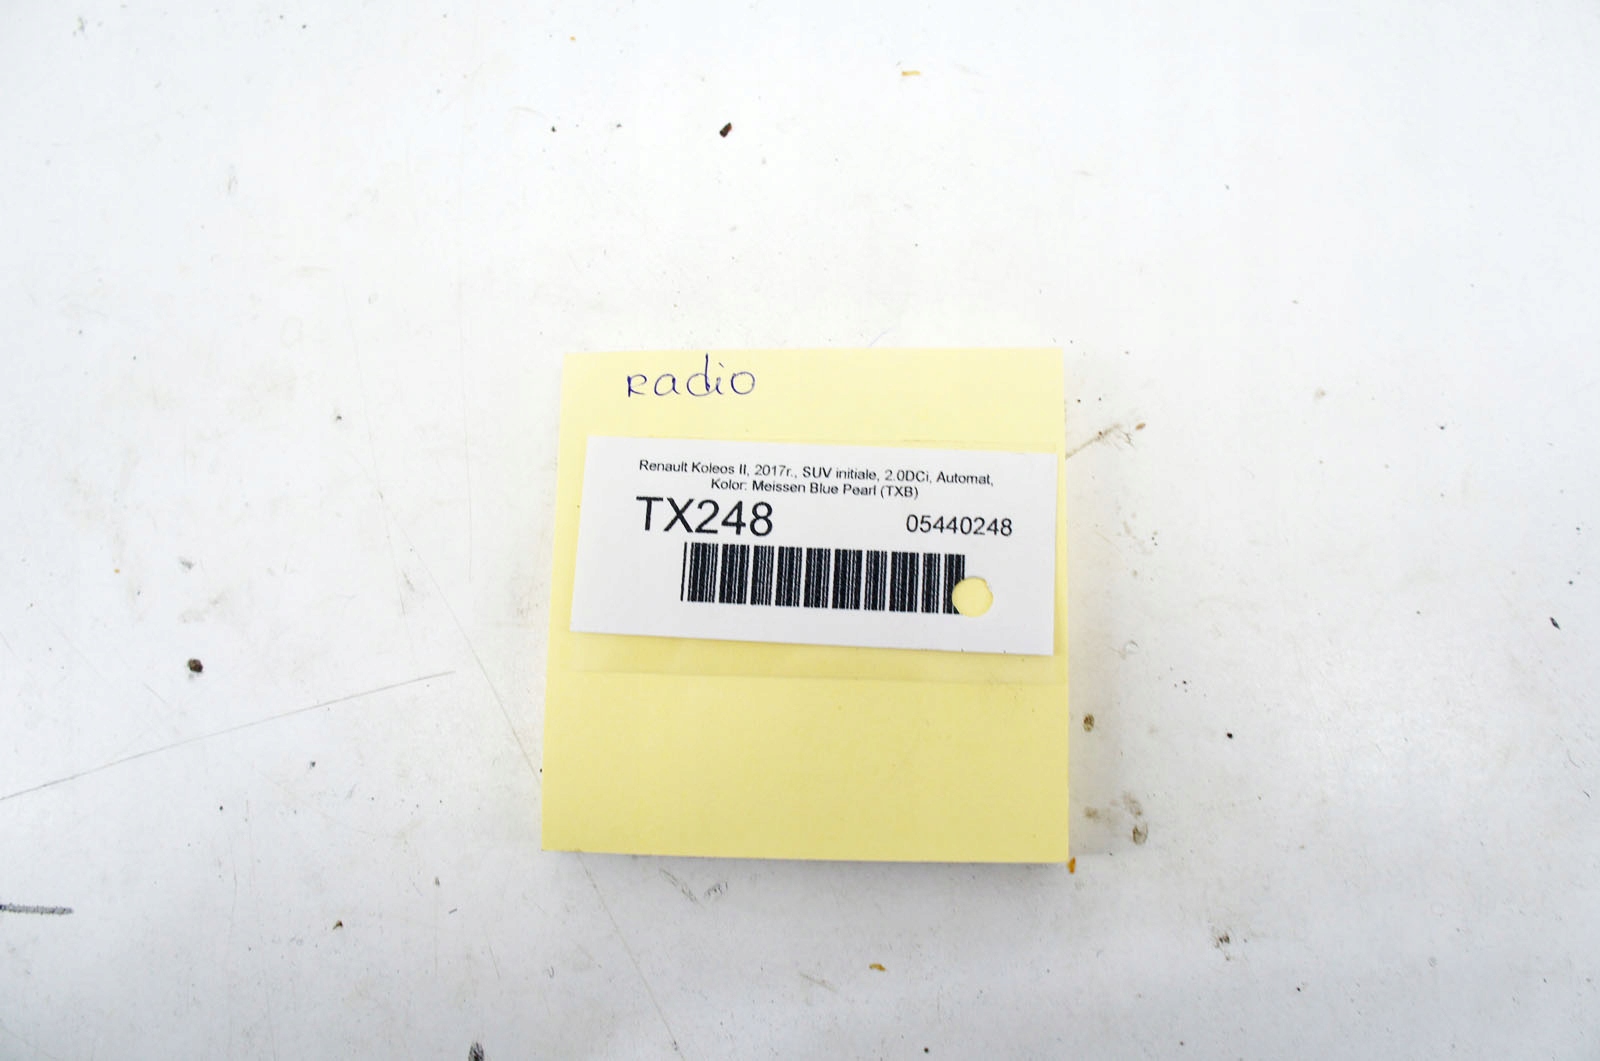 radio
Renault Koleos II, 2017r., SUV initiale, 2.0DCi, Automat,
Kolor: Meissen Blue Pearl (TXB)
TX248 05440248